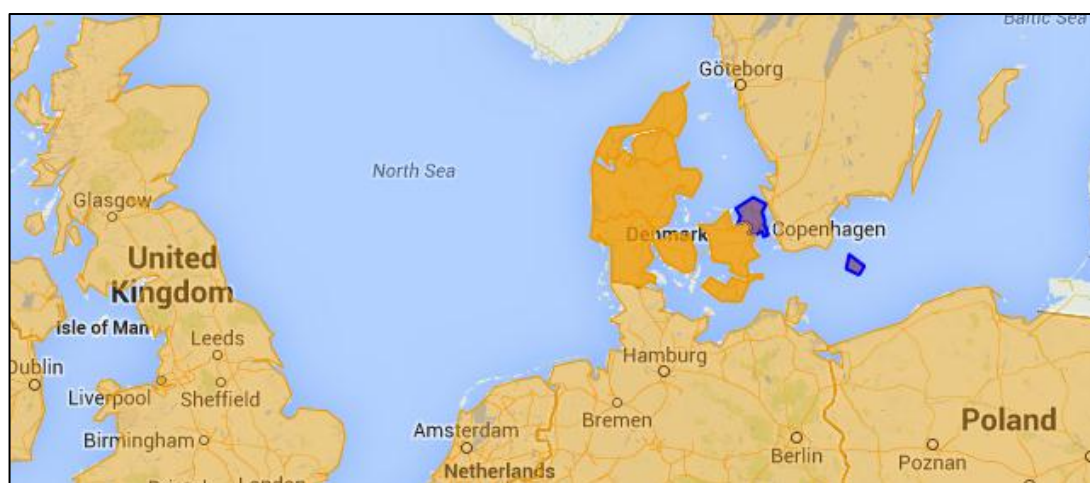 Baltic Sea
Göteborg
North Sea
Glasgow
Denmark
Copenhagen
United
Kingdom
Isle of Man
Leeds
Dublin
Hamburg
Liverpool
Sheffield
Bremen
Poland
Amsterdam
Birmingham
Berlin
Poznan
Netherlands
London